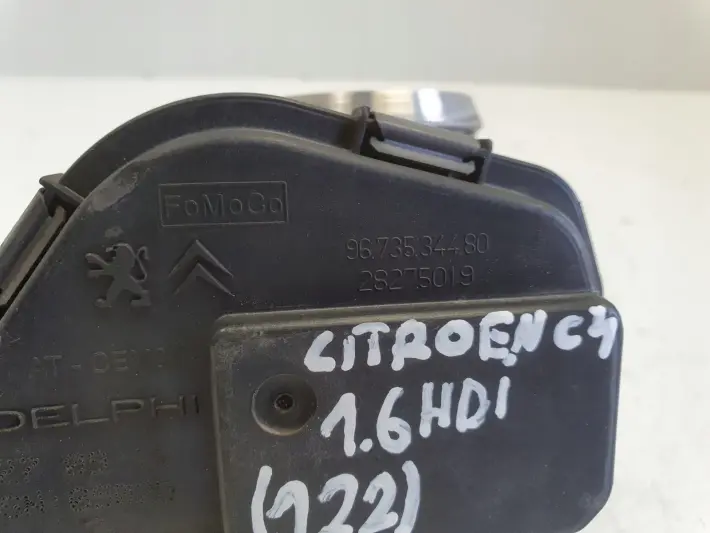 FoMoCo
96.735.344.80
28275019
DELPHI
CITROEN C4
1.6 HDI
(122)